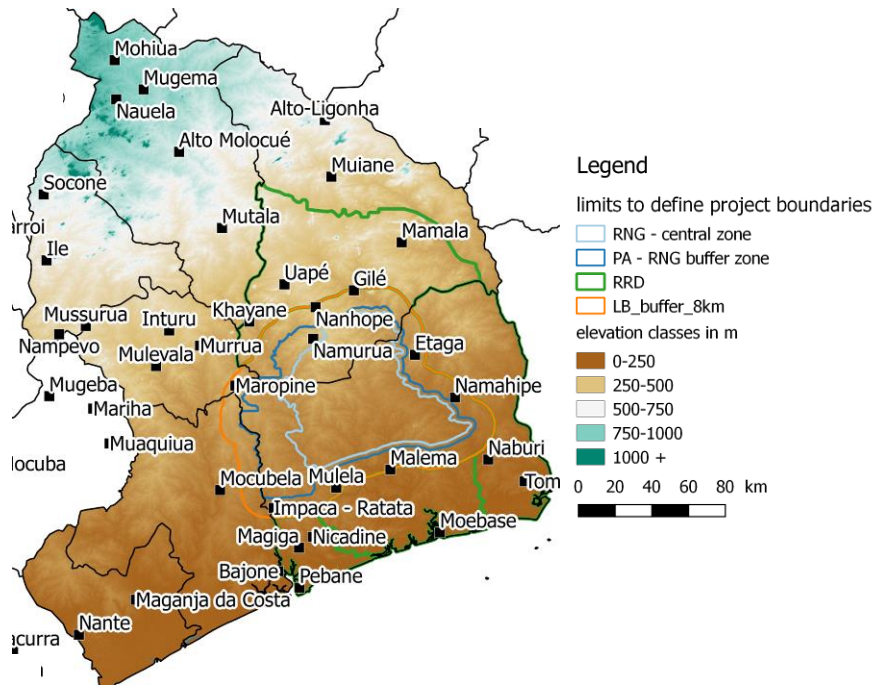 Mohiua
Mugema
Nauela
Alto-Ligonha
Alto Molocué
Muiane
Socone
Mutala
arroi
Ile
Mamala
Uapé
Gilé
Khayane
Nanhope
Mussurua
Inturu
Nampevo
Murrua
Namurua
Etaga
Mulevala
Maropine
Mugeba
Mariha
Namahipe
Muaquiua
Naburi
locuba
Malema
Mocubela
Mulela
Tom
Impaca - Ratata
Moebase
Magiga
Nicadine
Bajone
Pebane
Maganja da Costa
Nante
acurra
Legend
limits to define project boundaries
RNG - central zone
PA - RNG buffer zone
RRD
LB_buffer_8km
elevation classes in m
0-250
250-500
500-750
750-1000
1000 +
0 20 40 60 80 km